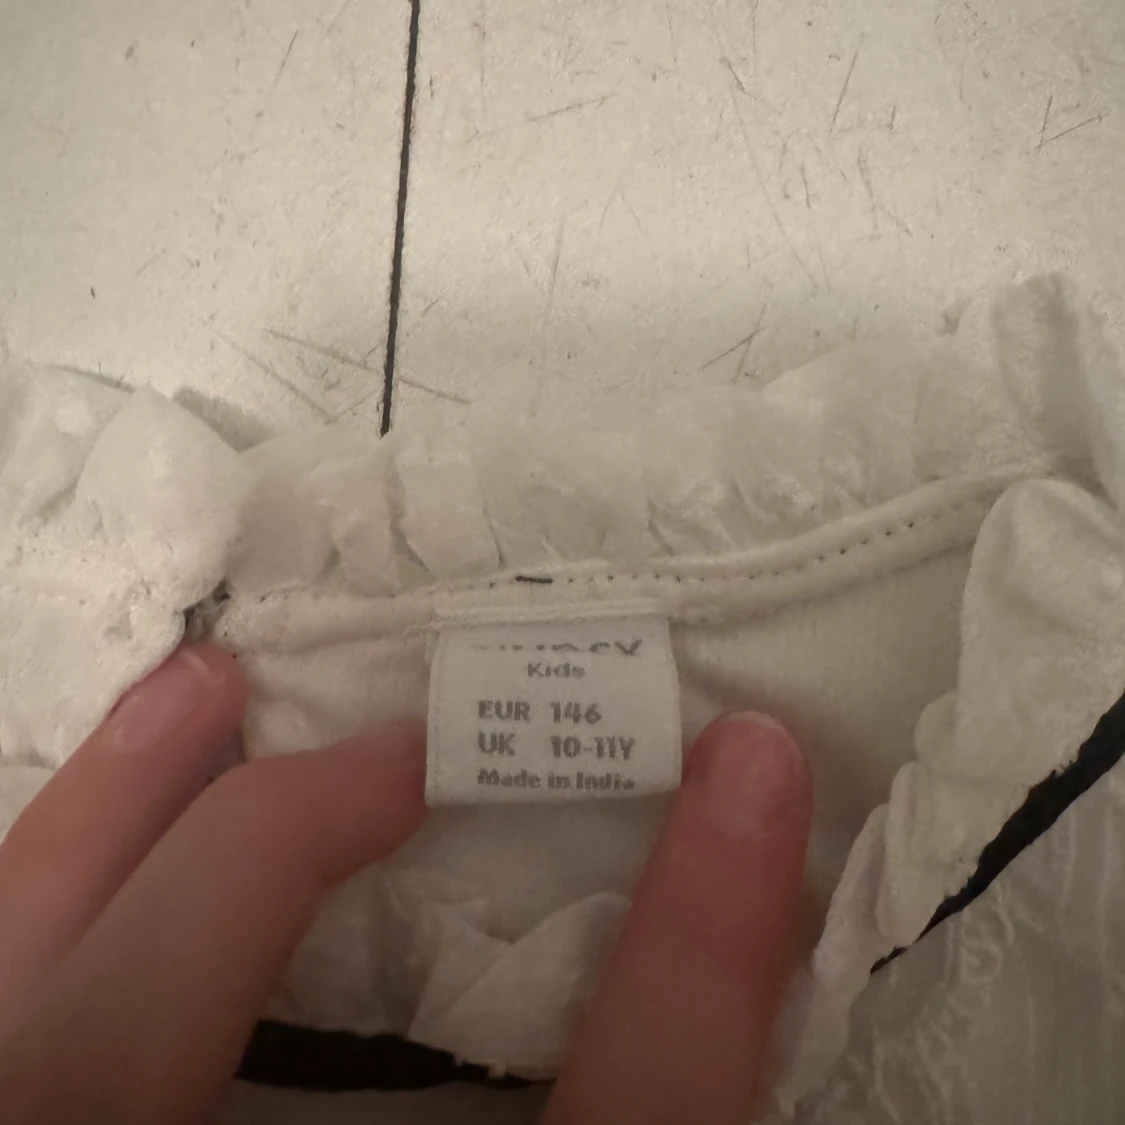 Kids
EUR 146
UK 10-11Y
Made in India